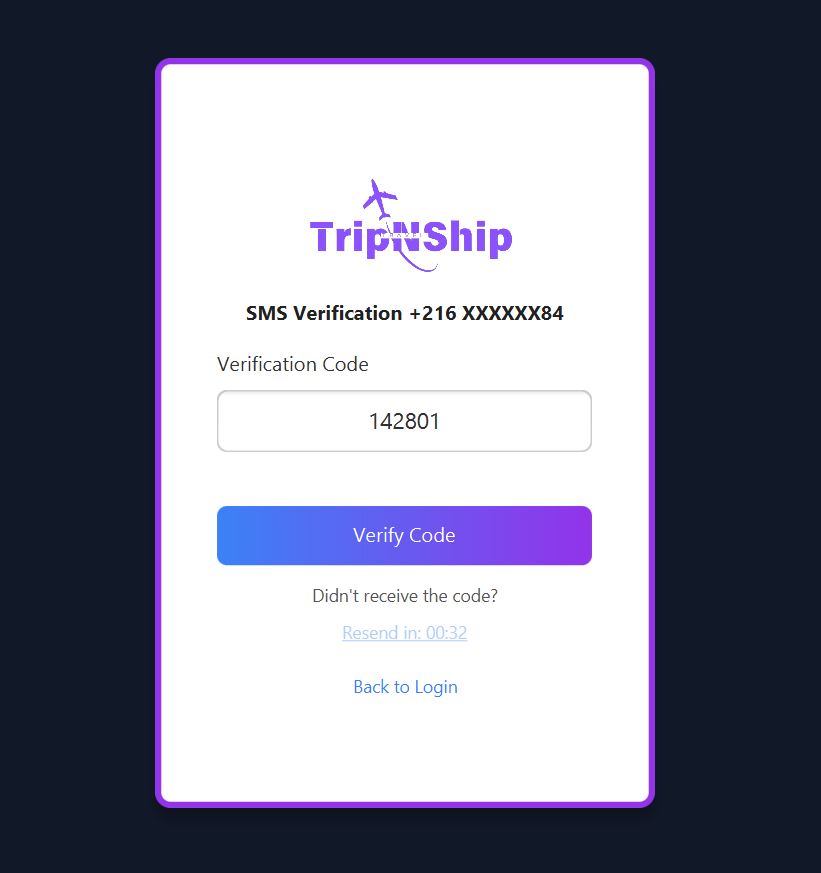 TripNShip
TRAVEL
SMS Verification +216 XXXXXX84
Verification Code
142801
Verify Code
Didn't receive the code?
Resend in: 00:32
Back to Login